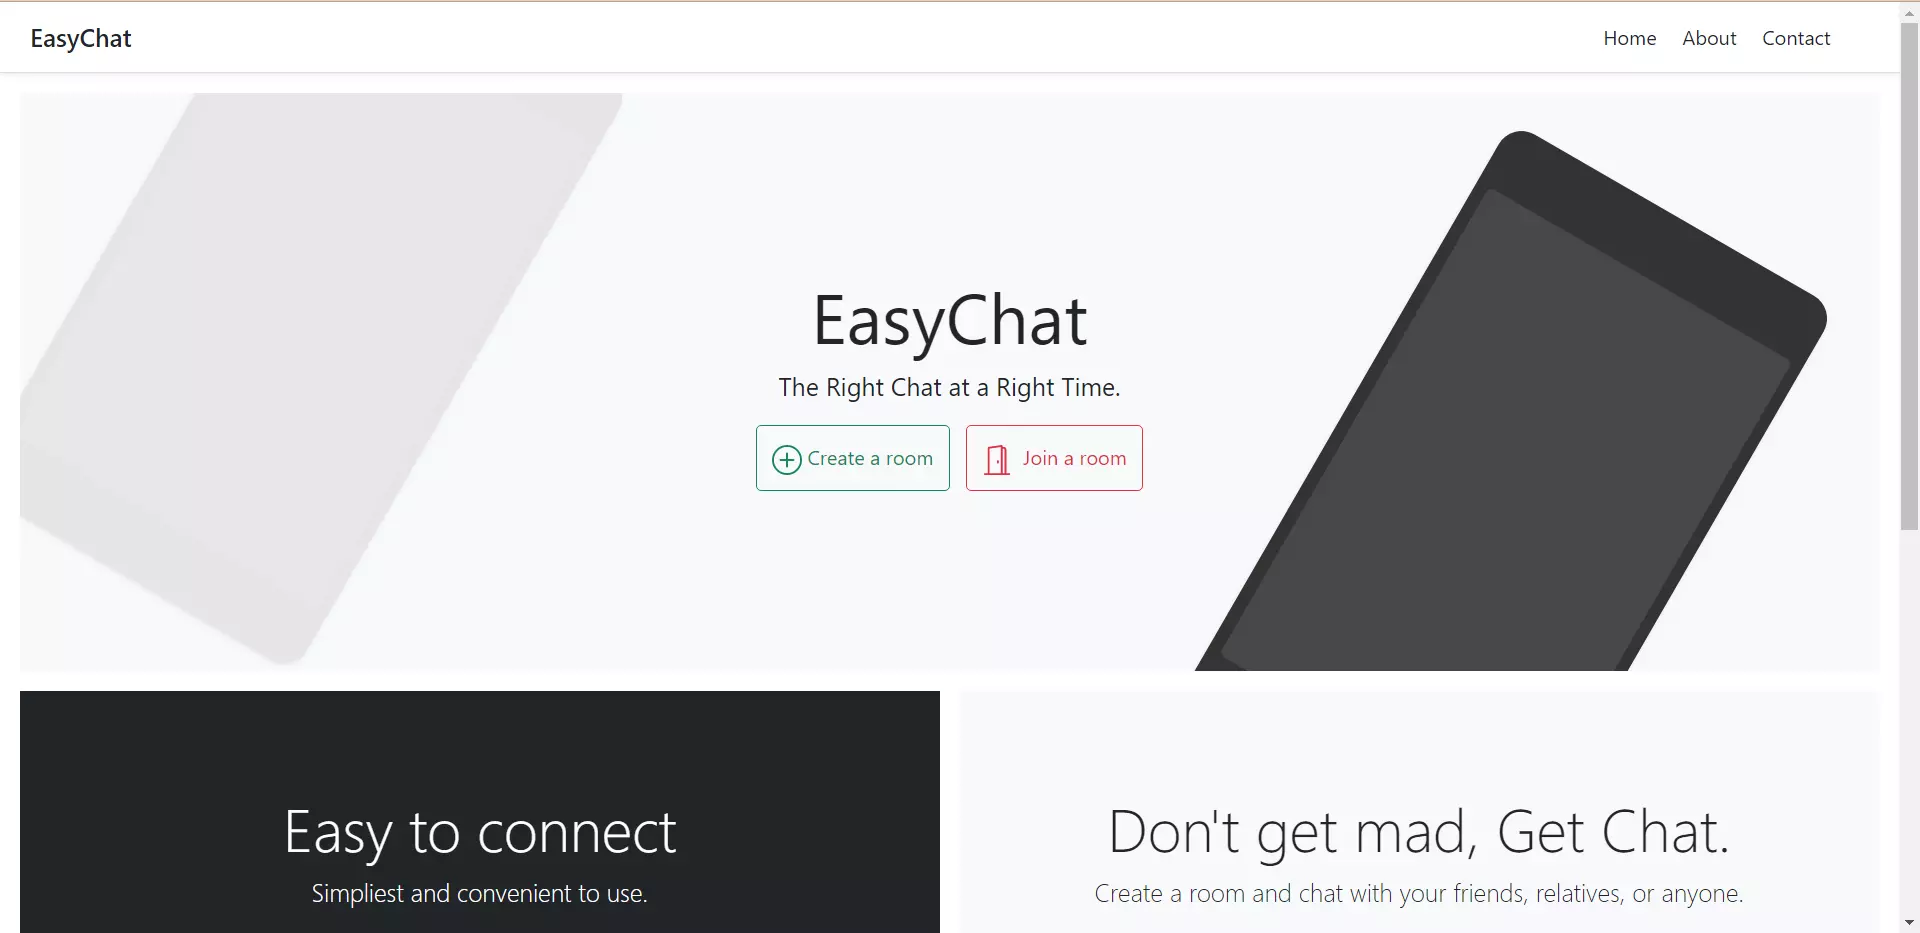 EasyChat
Home About Contact
EasyChat
The Right Chat at a Right Time.
Create a room
Join a room
Easy to connect
Simpliest and convenient to use.
Don't get mad, Get Chat.
Create a room and chat with your friends, relatives, or anyone.